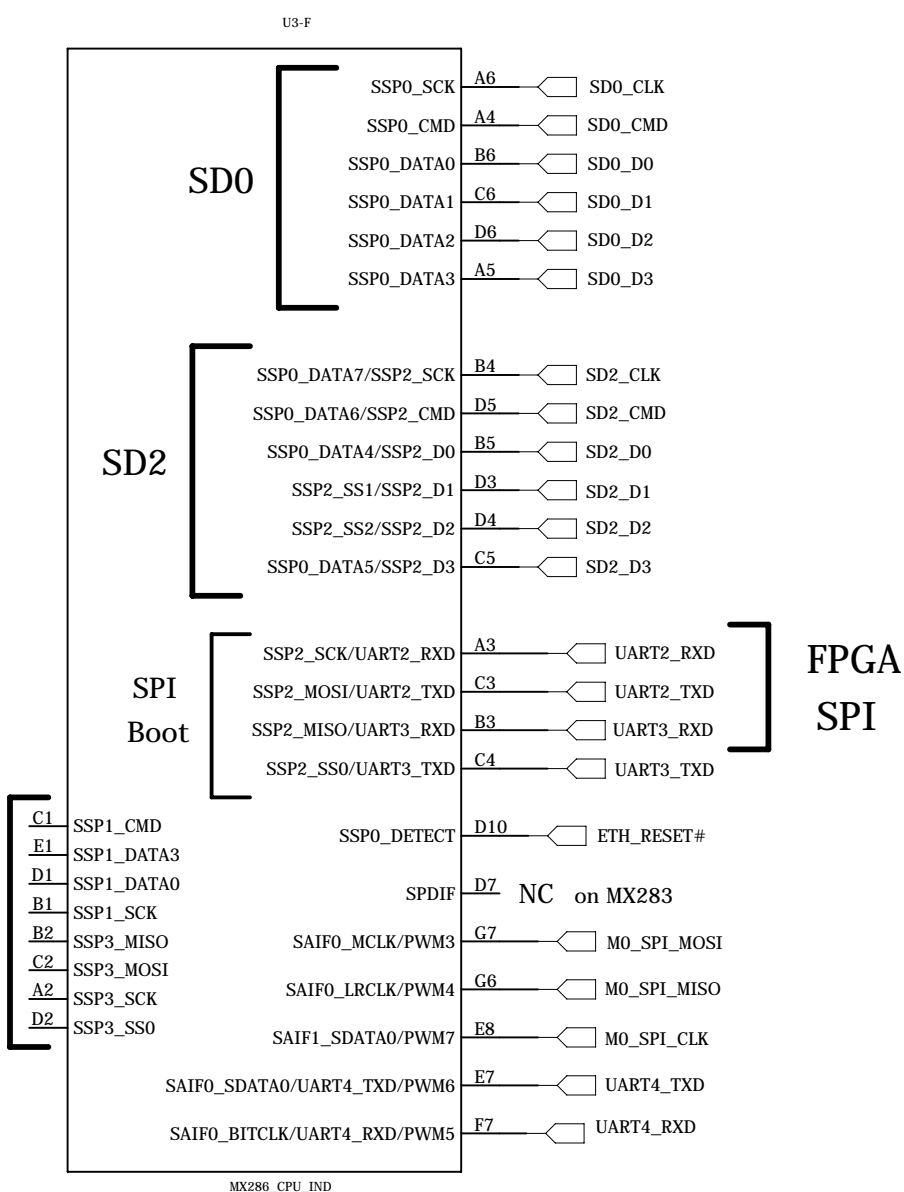 U3-F
SD0
SSP0_SCK A6 SD0_CLK
SSP0_CMD A4 SD0_CMD
SSP0_DATA0 B6 SD0_D0
SSP0_DATA1 C6 SD0_D1
SSP0_DATA2 D6 SD0_D2
SSP0_DATA3 A5 SD0_D3
SD2
SSP0_DATA7/SSP2_SCK B4 SD2_CLK
SSP0_DATA6/SSP2_CMD D5 SD2_CMD
SSP0_DATA4/SSP2_D0 B5 SD2_D0
SSP2_SS1/SSP2_D1 D3 SD2_D1
SSP2_SS2/SSP2_D2 D4 SD2_D2
SSP0_DATA5/SSP2_D3 C5 SD2_D3
SPI
Boot
SSP2_SCK/UART2_RXD A3 UART2_RXD
SSP2_MOSI/UART2_TXD C3 UART2_TXD
SSP2_MISO/UART3_RXD B3 UART3_RXD
SSP2_SS0/UART3_TXD C4 UART3_TXD
FPGA
SPI
C1 SSP1_CMD
E1 SSP1_DATA3
D1 SSP1_DATA0
B1 SSP1_SCK
B2 SSP3_MISO
C2 SSP3_MOSI
A2 SSP3_SCK
D2 SSP3_SS0
SSP0_DETECT D10 ETH_RESET#
SPDIF D7 NC on MX283
SAIF0_MCLK/PWM3 G7 M0_SPI_MOSI
SAIF0_LRCLK/PWM4 G6 M0_SPI_MISO
SAIF1_SDATA0/PWM7 E8 M0_SPI_CLK
SAIF0_SDATA0/UART4_TXD/PWM6 E7 UART4_TXD
SAIF0_BITCLK/UART4_RXD/PWM5 F7 UART4_RXD
MX286_CPU_IND